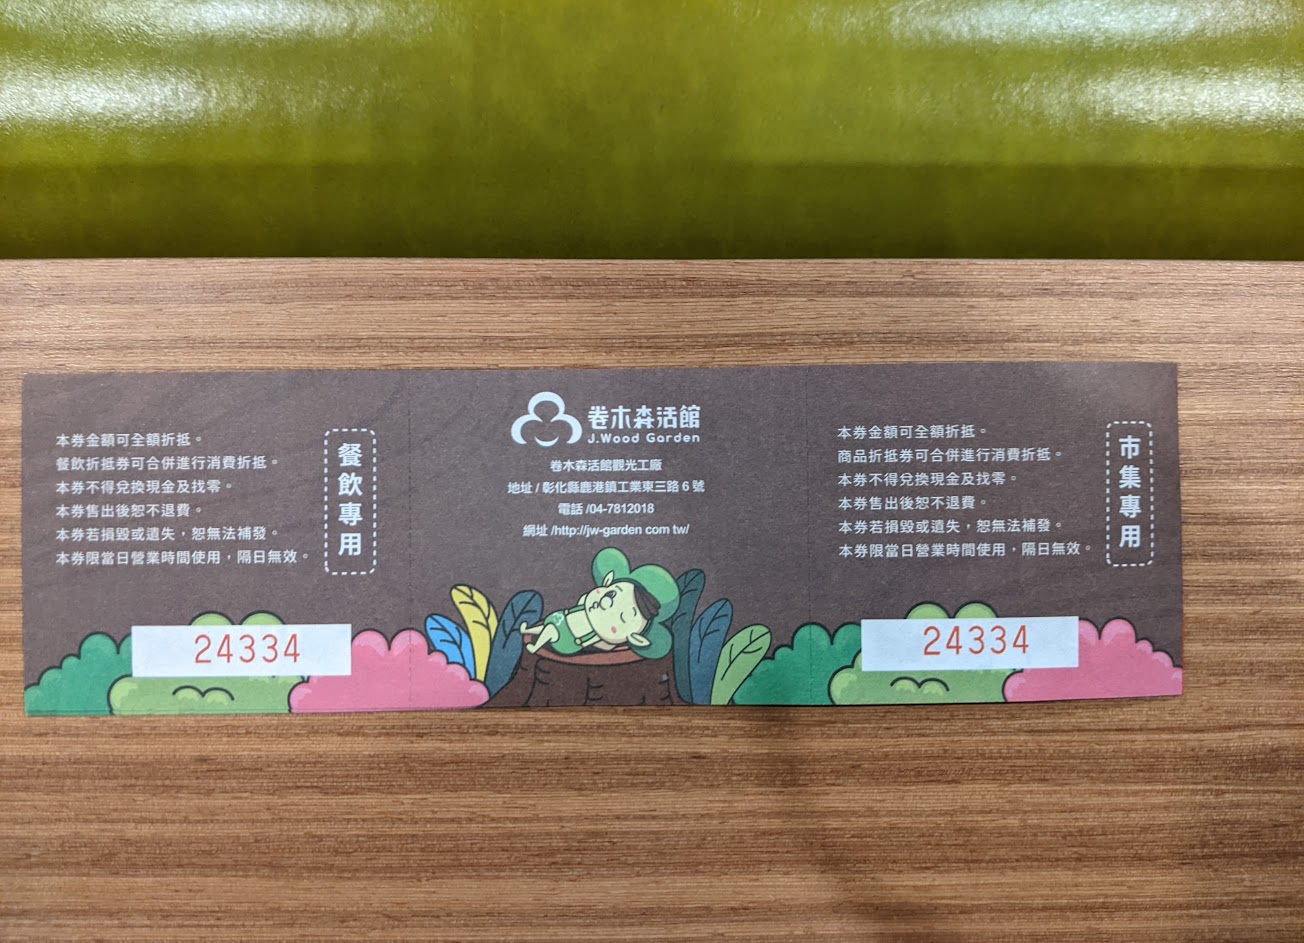 本券金額可全額折抵。
餐飲折抵券可合併進行消費折抵。
本券不得兌換現金及找零。
本券售出後恕不退費。
本券若損毀或遺失，恕無法補發。
本券限當日營業時間使用，隔日無效。
餐飲專用
24334
卷木森活館
J.Wood Garden
卷木森活館觀光工廠
地址 / 彰化縣鹿港鎮工業東三路 6 號
電話 /04-7812018
網址 /http://jw-garden com tw/
本券金額可全額折抵。
商品折抵券可合併進行消費折抵。
本券不得兌換現金及找零。
本券售出後恕不退費。
本券若損毀或遺失，恕無法補發。
本券限當日營業時間使用，隔日無效。
市集專用
24334